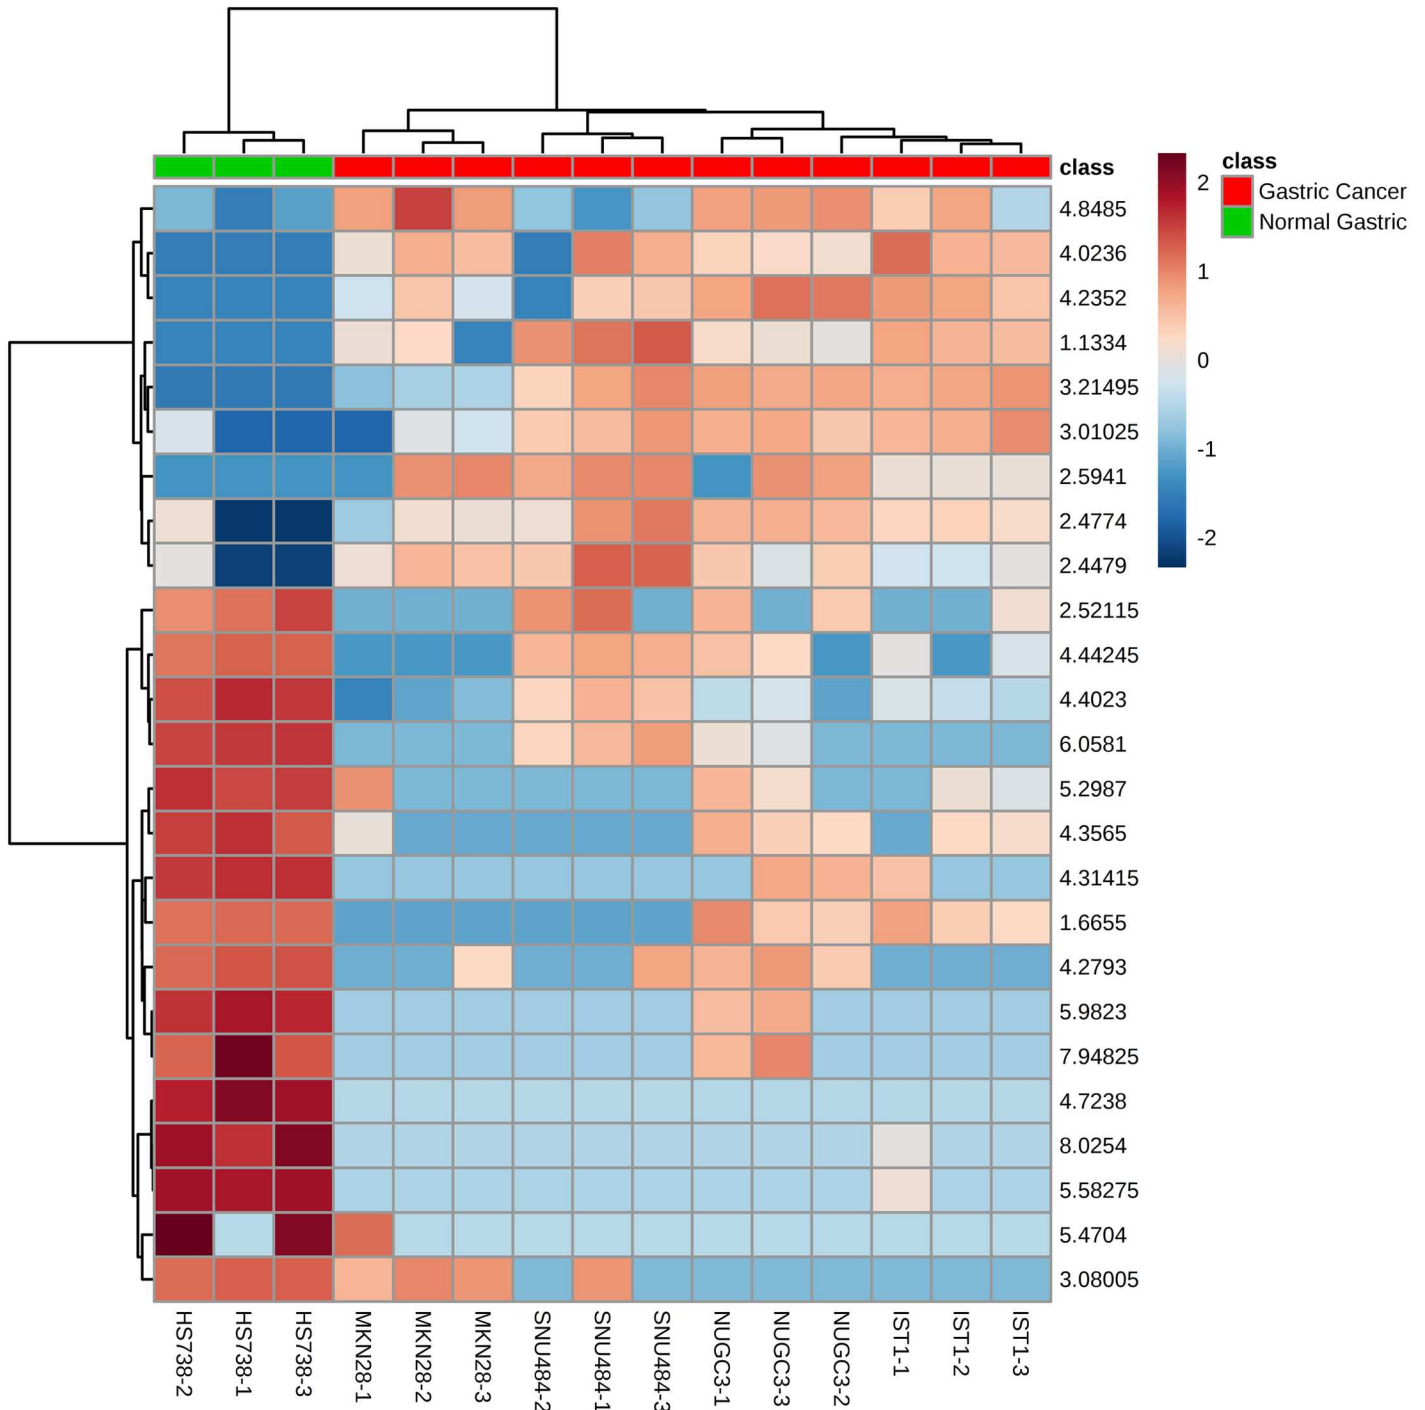 class
4.8485
4.0236
4.2352
1.1334
3.21495
3.01025
2.5941
2.4774
2.4479
2.52115
4.44245
4.4023
6.0581
5.2987
4.3565
4.31415
1.6655
4.2793
5.9823
7.94825
4.7238
8.0254
5.58275
5.4704
3.08005
2
1
0
-1
-2
class
Gastric Cancer
Normal Gastric
HS738-2
HS738-1
HS738-3
MKN28-1
MKN28-2
MKN28-3
SNU484-2
SNU484-1
SNU484-3
NUGC3-1
NUGC3-3
NUGC3-2
IST1-1
IST1-2
IST1-3